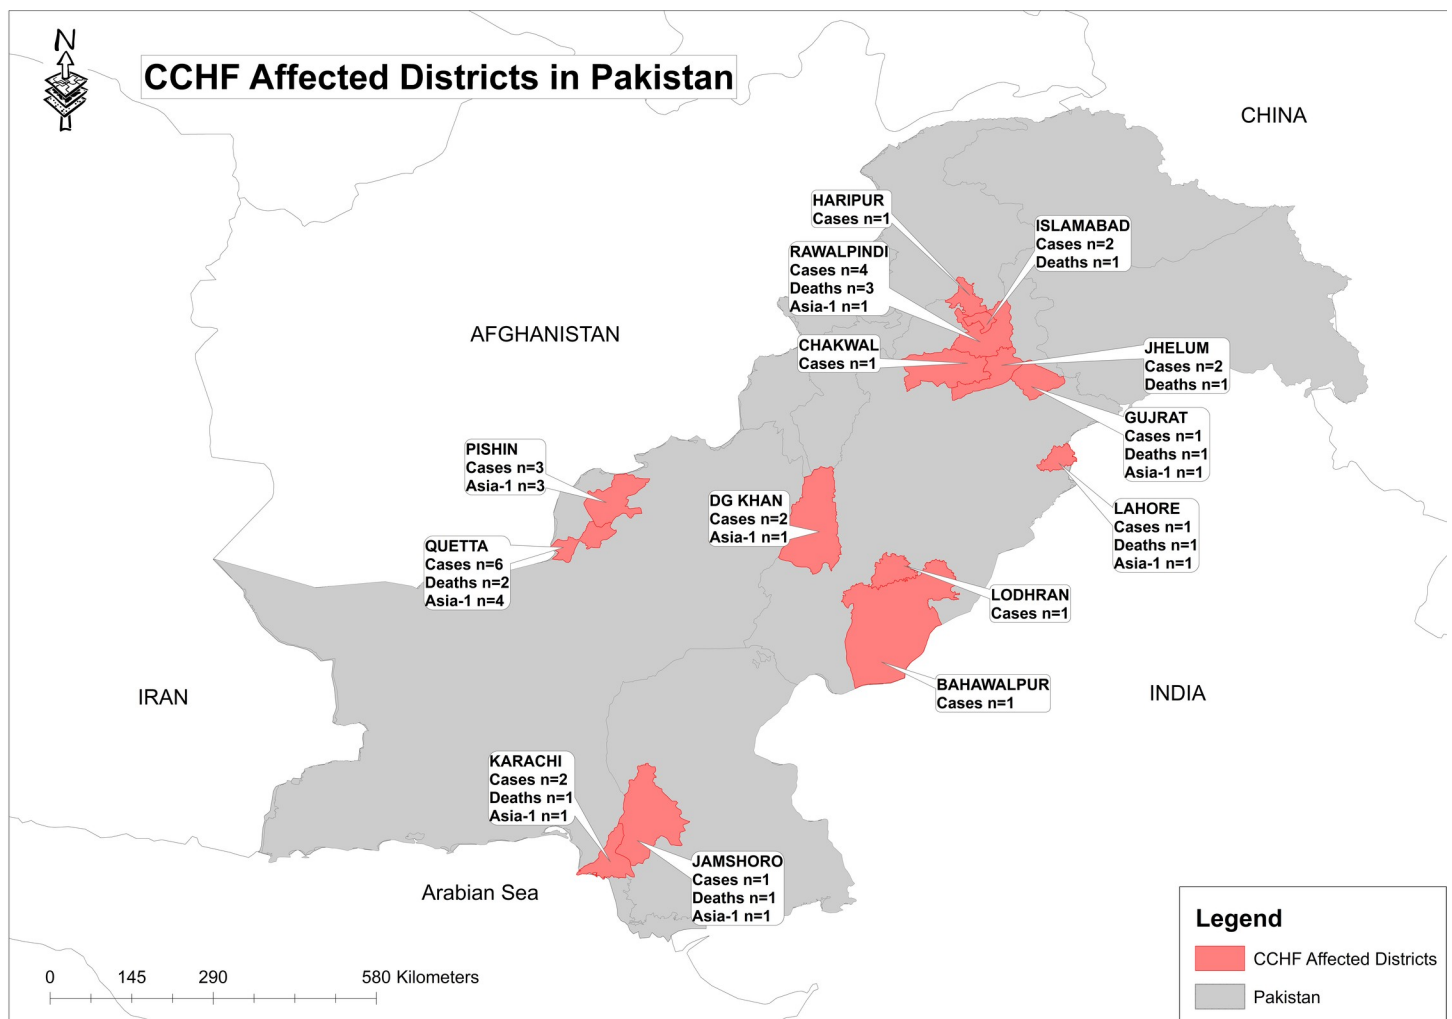 N
CCHF Affected Districts in Pakistan
CHINA
HARIPUR
Cases n=1
ISLAMABAD
Cases n=2
Deaths n=1
RAWALPINDI
Cases n=4
Deaths n=3
Asia-1 n=1
AFGHANISTAN
CHAKWAL
Cases n=1
JHELUM
Cases n=2
Deaths n=1
GUJRAT
Cases n=1
Deaths n=1
Asia-1 n=1
PISHIN
Cases n=3
Asia-1 n=3
DG KHAN
Cases n=2
Asia-1 n=1
LAHORE
Cases n=1
Deaths n=1
Asia-1 n=1
QUETTA
Cases n=6
Deaths n=2
Asia-1 n=4
LODHRAN
Cases n=1
BAHAWALPUR
Cases n=1
IRAN
INDIA
KARACHI
Cases n=2
Deaths n=1
Asia-1 n=1
JAMSHORO
Cases n=1
Deaths n=1
Asia-1 n=1
Arabian Sea
0 145 290 580 Kilometers
Legend
CCHF Affected Districts
Pakistan